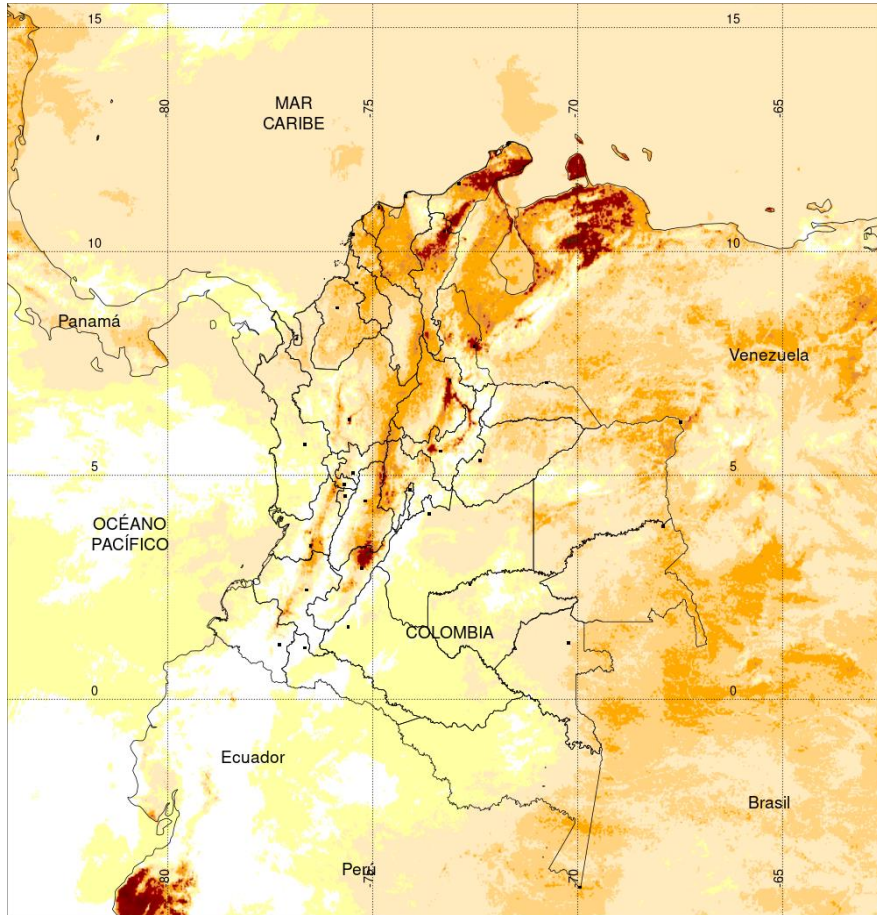 15
15
-80
-75
-70
-65
MAR
CARIBE
10
10
Panamá
Venezuela
5
5
OCÉANO
PACÍFICO
COLOMBIA
0
0
Ecuador
Brasil
Perú
-80
-75
-70
-65